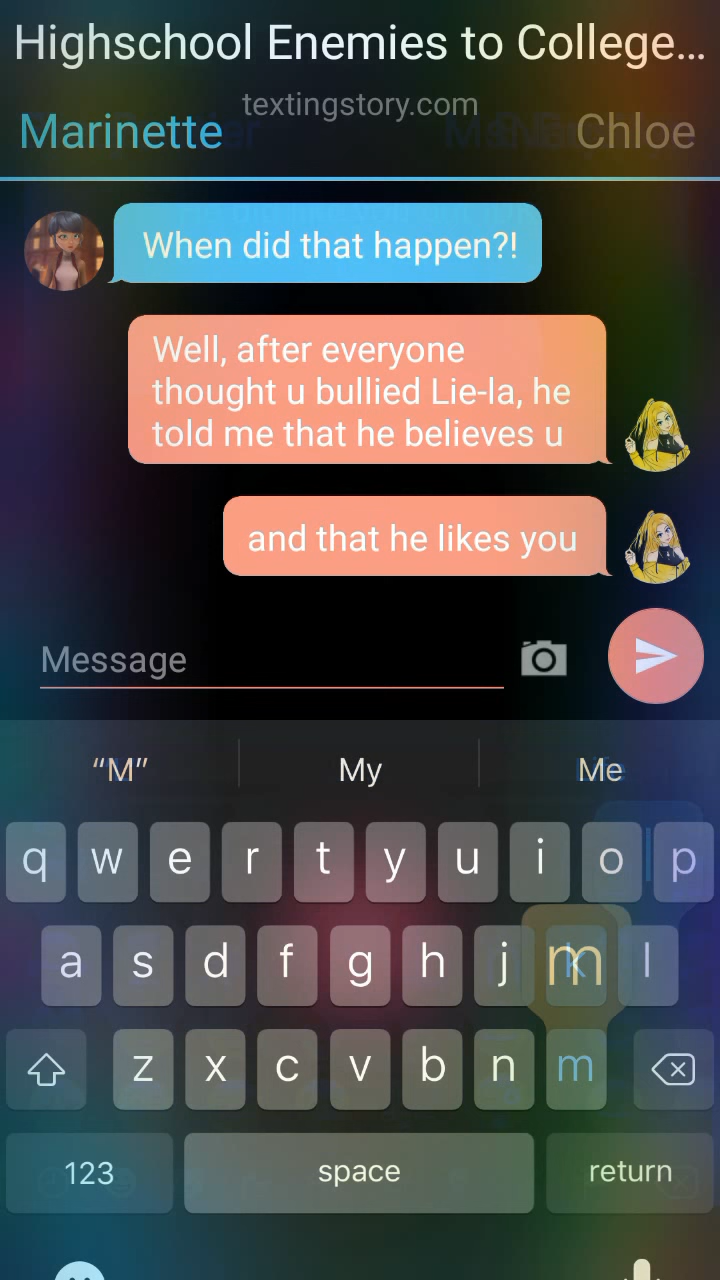 Highschool Enemies to College...
textingstory.com
Marinette
Chloe
When did that happen?!
Well, after everyone
thought u bullied Lie-la, he
told me that he believes u
and that he likes you
Message
“M” My Me
q w e r t y u i o p
a s d f g h j m l
z x c v b n m
123 space return